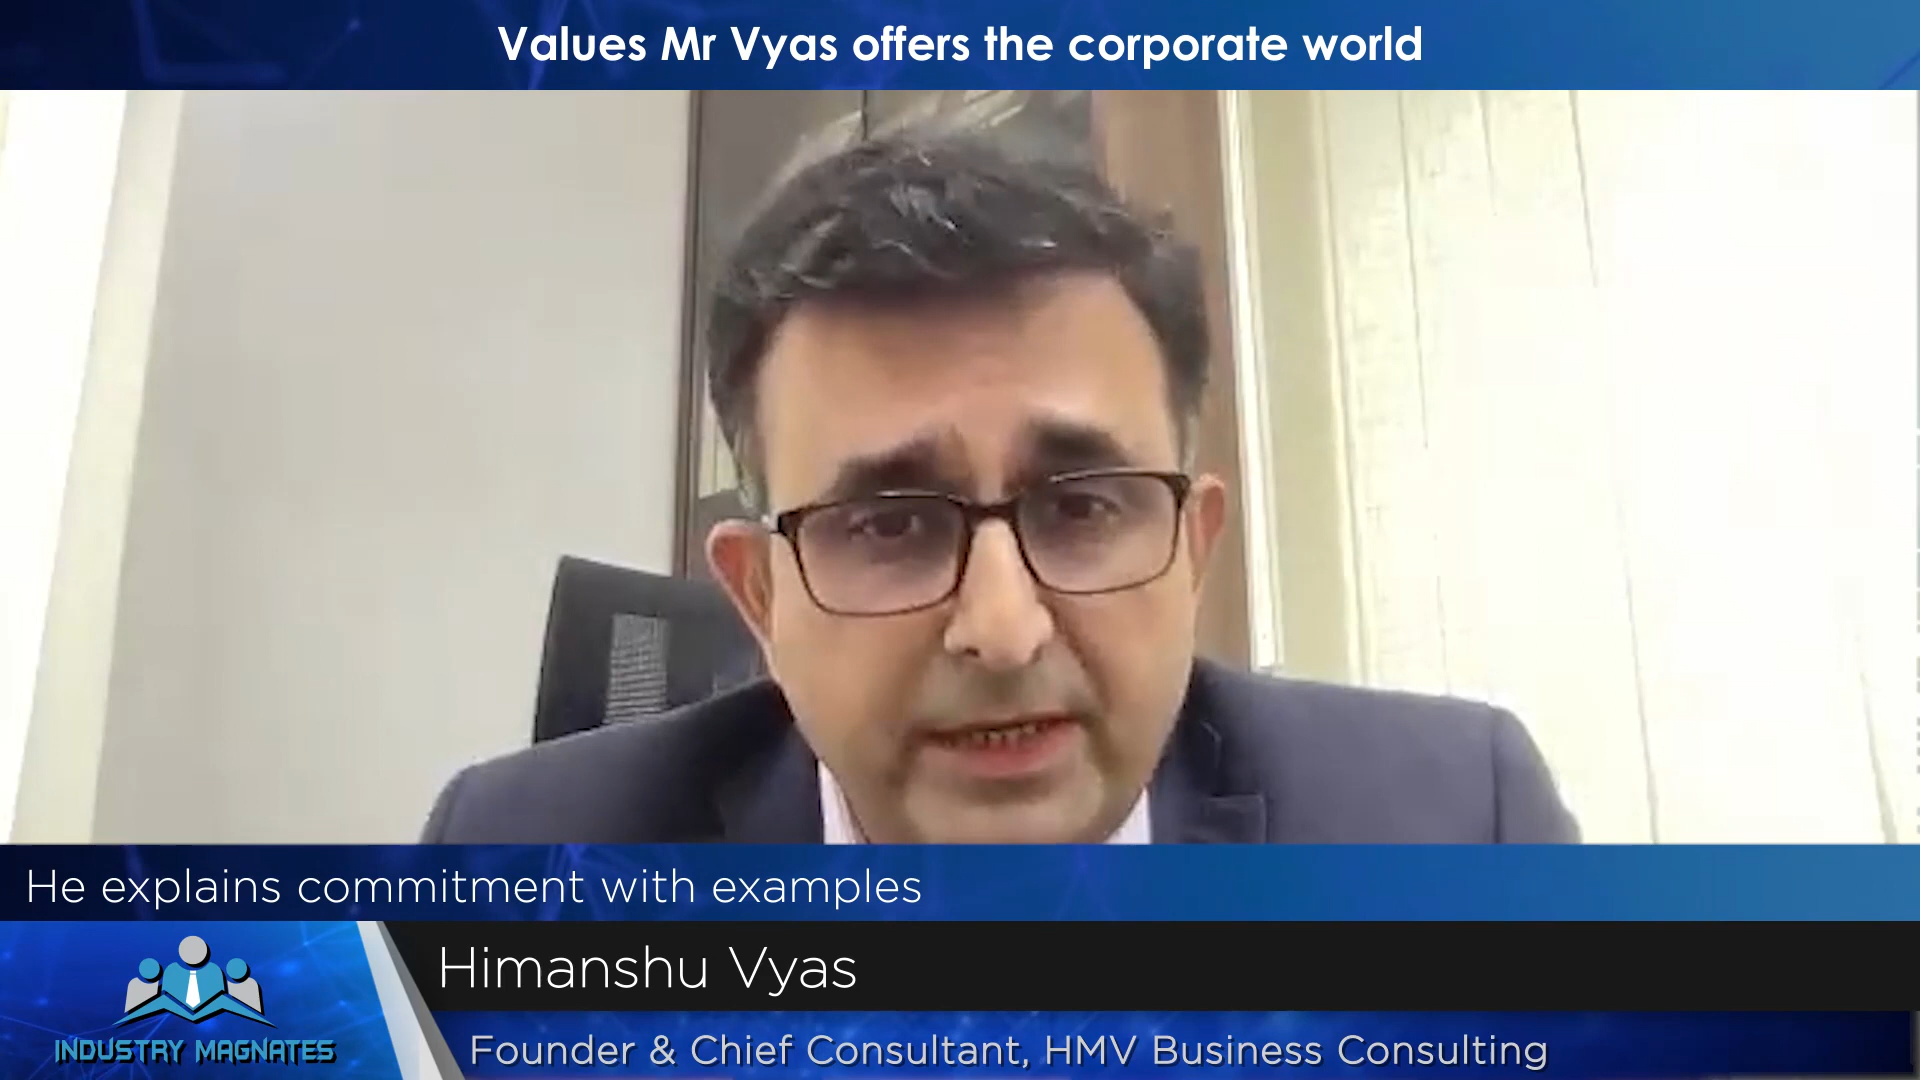 Values Mr Vyas offers the corporate world
He explains commitment with examples
Himanshu Vyas
INDUSTRY MAGNATES
Founder & Chief Consultant, HMV Business Consulting